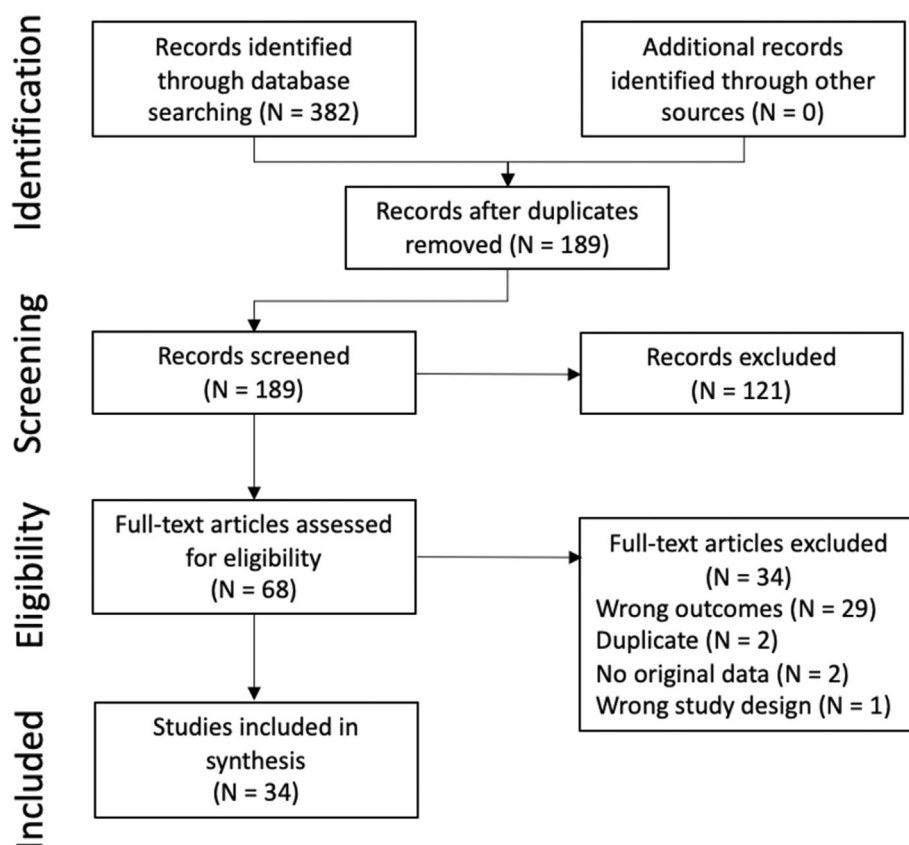 Identification
Records identified
through database
searching (N = 382)
Additional records
identified through other
sources (N = 0)
Records after duplicates
removed (N = 189)
Screening
Records screened
(N = 189)
Records excluded
(N = 121)
Eligibility
Full-text articles assessed
for eligibility
(N = 68)
Full-text articles excluded
(N = 34)
Wrong outcomes (N = 29)
Duplicate (N = 2)
No original data (N = 2)
Wrong study design (N = 1)
Included
Studies included in
synthesis
(N = 34)